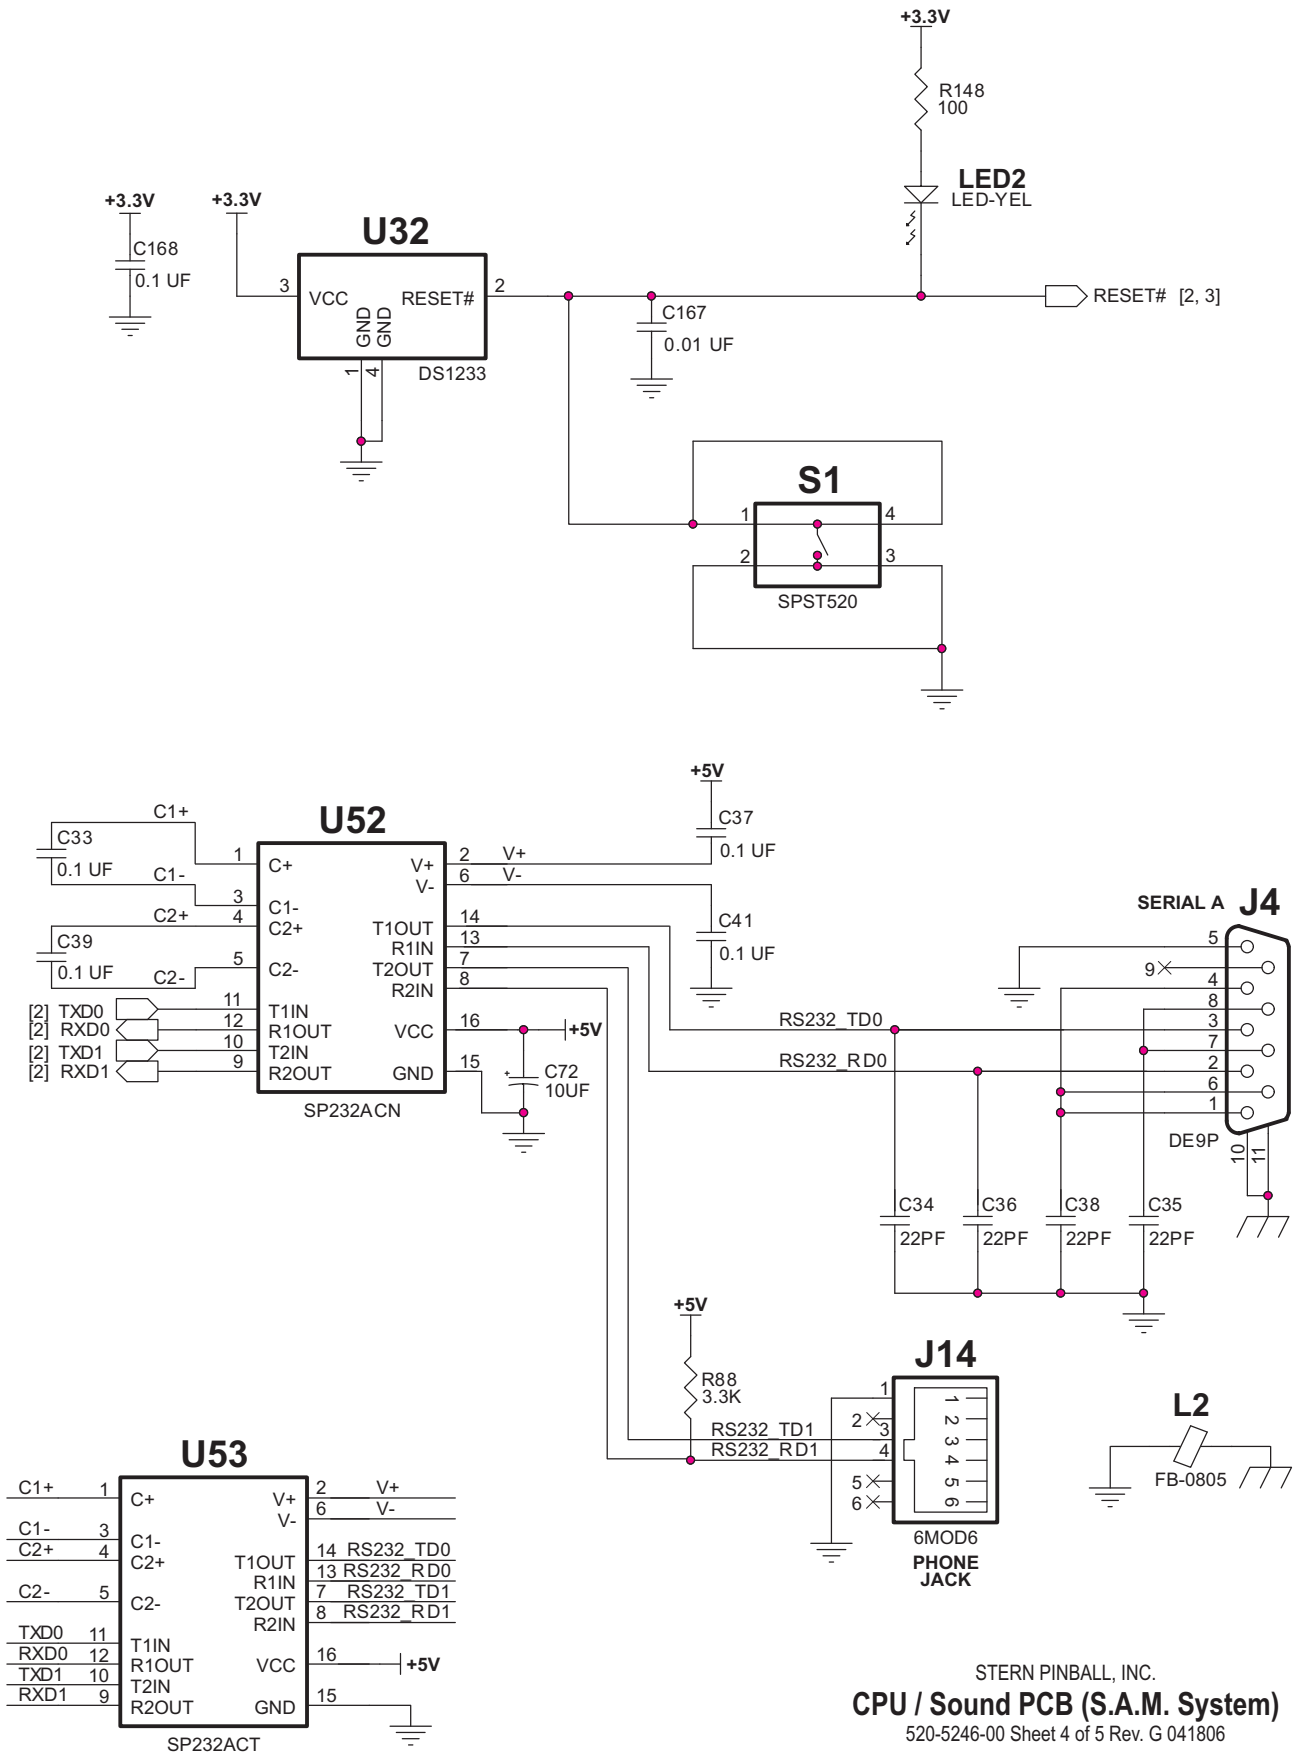 +3.3V
R148
100
LED2
LED-YEL
+3.3V
+3.3V
C168
0.1 UF
U32
3
VCC
RESET#
2
GND
GND
1
4
DS1233
C167
0.01 UF
RESET# [2, 3]
S1
1
4
2
3
SPST520
+5V
C37
0.1 UF
C1+
C33
0.1 UF
C1-
C2+
C39
0.1 UF
C2-
U52
1
C+
3
C1-
4
C2+
5
C2-
[2] TXD0
11
T1IN
[2] RXD0
12
R1OUT
[2] TXD1
10
T2IN
[2] RXD1
9
R2OUT
V+
2
V+
V-
6
V-
T1OUT
14
R1IN
13
T2OUT
7
R2IN
8
VCC
16
+5V
GND
15
SP232ACN
C72
+
10UF
C41
0.1 UF
RS232_TD0
RS232_RD0
SERIAL A J4
5
9
4
8
3
7
2
6
1
DE9P
10
11
C34
22PF
C36
22PF
C38
22PF
C35
22PF
+5V
R88
3.3K
RS232_TD1
RS232_RD1
J14
1
2
3
4
5
6
1
2
3
4
5
6
6MOD6
PHONE
JACK
L2
FB-0805
U53
C1+
1
C+
C1-
3
C1-
C2+
4
C2+
C2-
5
C2-
TXD0
11
T1IN
RXD0
12
R1OUT
TXD1
10
T2IN
RXD1
9
R2OUT
V+
2
V+
V-
6
V-
T1OUT
14 RS232_TD0
R1IN
13 RS232_RD0
T2OUT
7 RS232_TD1
R2IN
8 RS232_RD1
VCC
16
+5V
GND
15
SP232ACT
STERN PINBALL, INC.
CPU / Sound PCB (S.A.M. System)
520-5246-00 Sheet 4 of 5 Rev. G 041806